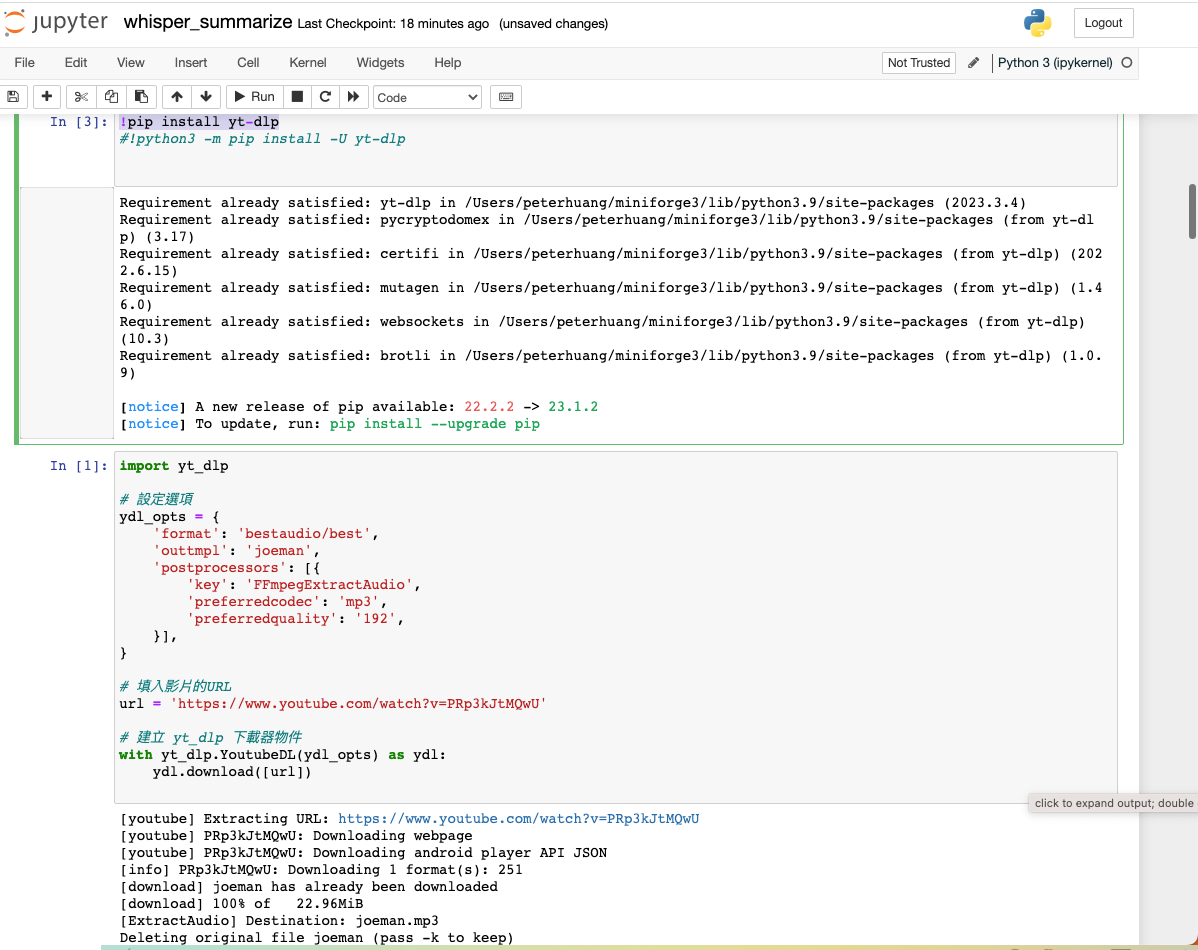 jupyter whisper_summarize Last Checkpoint: 18 minutes ago (unsaved changes) Logout
File Edit View Insert Cell Kernel Widgets Help Not Trusted Python 3 (ipykernel)
Run Code
In [3]: !pip install yt-dlp
#!python3 -m pip install -U yt-dlp
Requirement already satisfied: yt-dlp in /Users/peterhuang/miniforge3/lib/python3.9/site-packages (2023.3.4)
Requirement already satisfied: pycryptodomex in /Users/peterhuang/miniforge3/lib/python3.9/site-packages (from yt-dl
p) (3.17)
Requirement already satisfied: certifi in /Users/peterhuang/miniforge3/lib/python3.9/site-packages (from yt-dlp) (202
2.6.15)
Requirement already satisfied: mutagen in /Users/peterhuang/miniforge3/lib/python3.9/site-packages (from yt-dlp) (1.4
6.0)
Requirement already satisfied: websockets in /Users/peterhuang/miniforge3/lib/python3.9/site-packages (from yt-dlp)
(10.3)
Requirement already satisfied: brotli in /Users/peterhuang/miniforge3/lib/python3.9/site-packages (from yt-dlp) (1.0.
9)
[notice] A new release of pip available: 22.2.2 -> 23.1.2
[notice] To update, run: pip install --upgrade pip
In [1]: import yt_dlp
# 設定選項
ydl_opts = {
    'format': 'bestaudio/best',
    'outtmpl': 'joeman',
    'postprocessors': [{
        'key': 'FFmpegExtractAudio',
        'preferredcodec': 'mp3',
        'preferredquality': '192',
    }],
}
# 填入影片的URL
url = 'https://www.youtube.com/watch?v=PRp3kJtMQwU'
# 建立 yt_dlp 下載器物件
with yt_dlp.YoutubeDL(ydl_opts) as ydl:
    ydl.download([url])
click to expand output; double
[youtube] Extracting URL: https://www.youtube.com/watch?v=PRp3kJtMQwU
[youtube] PRp3kJtMQwU: Downloading webpage
[youtube] PRp3kJtMQwU: Downloading android player API JSON
[info] PRp3kJtMQwU: Downloading 1 format(s): 251
[download] joeman has already been downloaded
[download] 100% of   22.96MiB
[ExtractAudio] Destination: joeman.mp3
Deleting original file joeman (pass -k to keep)